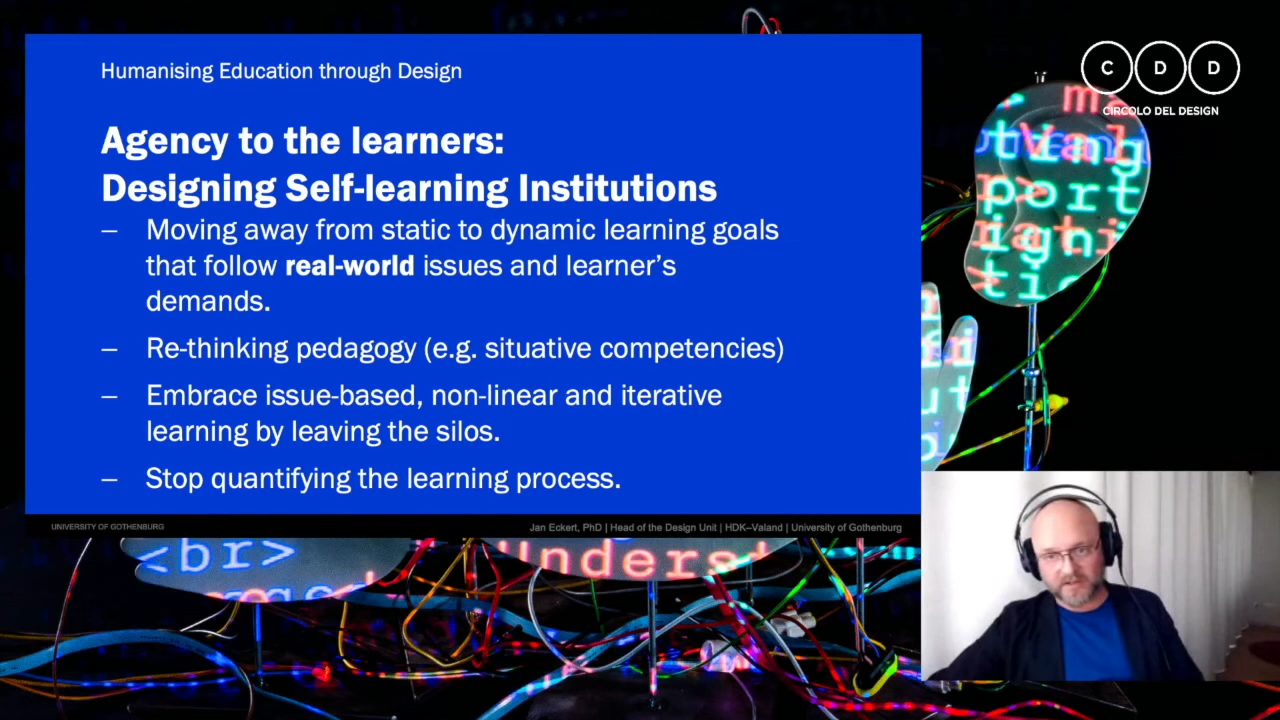 Humanising Education through Design
Agency to the learners:
Designing Self-learning Institutions
– Moving away from static to dynamic learning goals
that follow real-world issues and learner's
demands.
– Re-thinking pedagogy (e.g. situative competencies)
– Embrace issue-based, non-linear and iterative
learning by leaving the silos.
– Stop quantifying the learning process.
UNIVERSITY OF GOTHENBURG
Jan Eckert, PhD | Head of the Design Unit | HDK–Valand | University of Gothenburg
C D D
CIRCOLO DEL DESIGN
ting
port
<br>